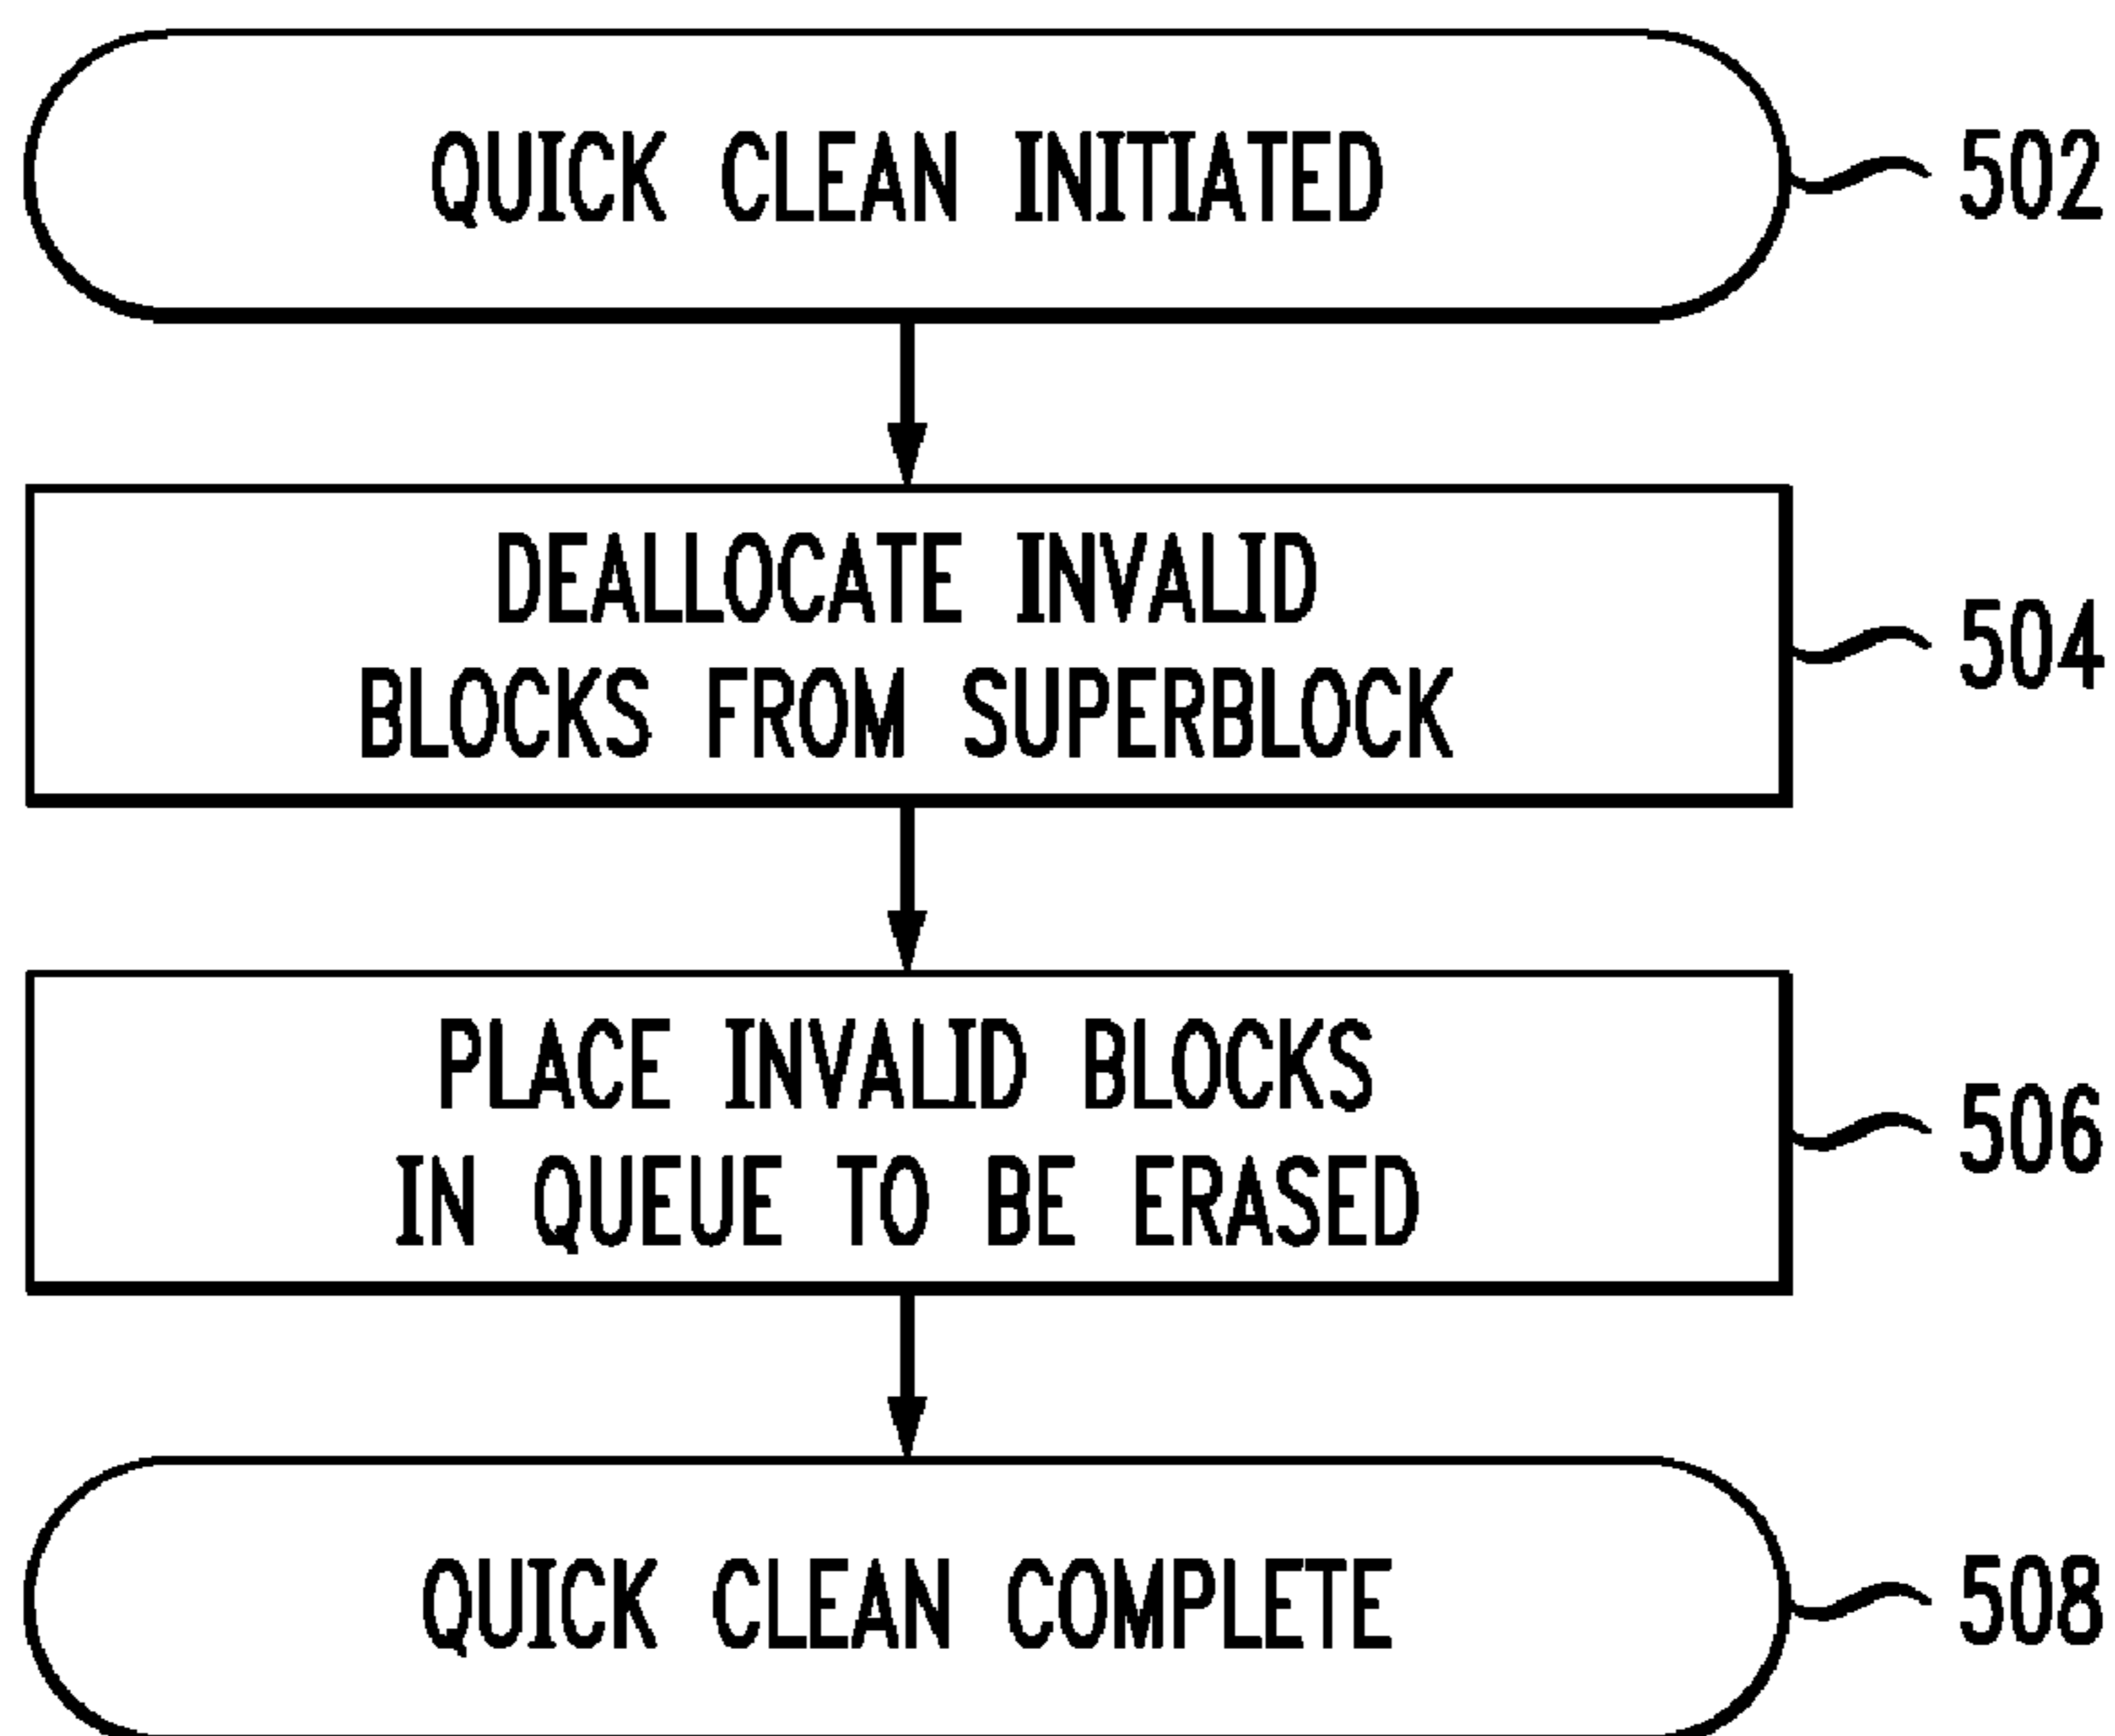 QUICK CLEAN INITIATED
502
DEALLOCATE INVALID
BLOCKS FROM SUPERBLOCK
504
PLACE INVALID BLOCKS
IN QUEUE TO BE ERASED
506
QUICK CLEAN COMPLETE
508